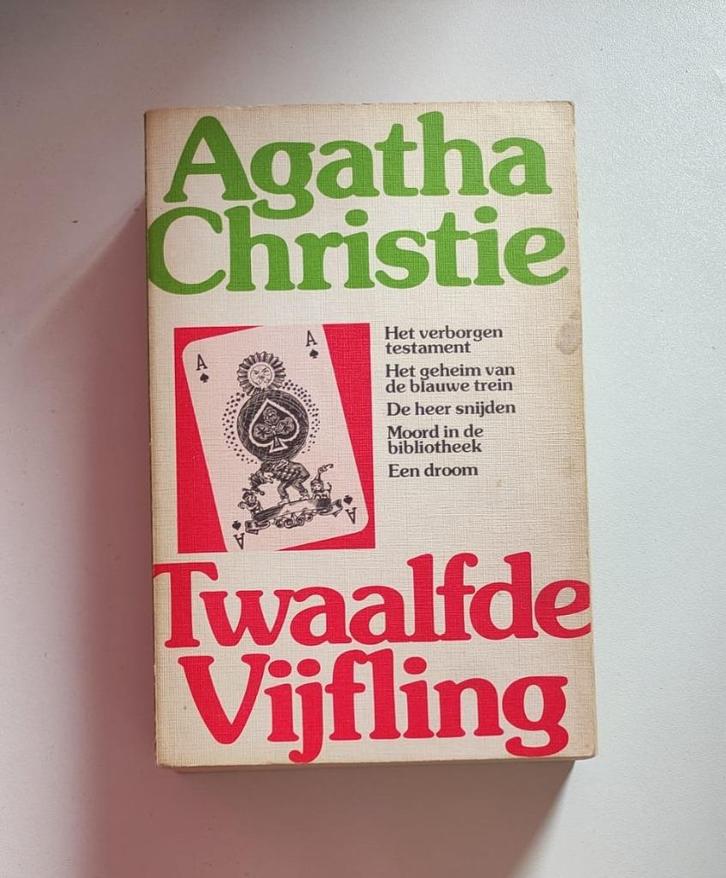 Agatha
Christie
A
A
Het verborgen
testament
Het geheim van
de blauwe trein
De heer snijden
Moord in de
bibliotheek
Een droom
A
A
Twaalfde
Vijfling